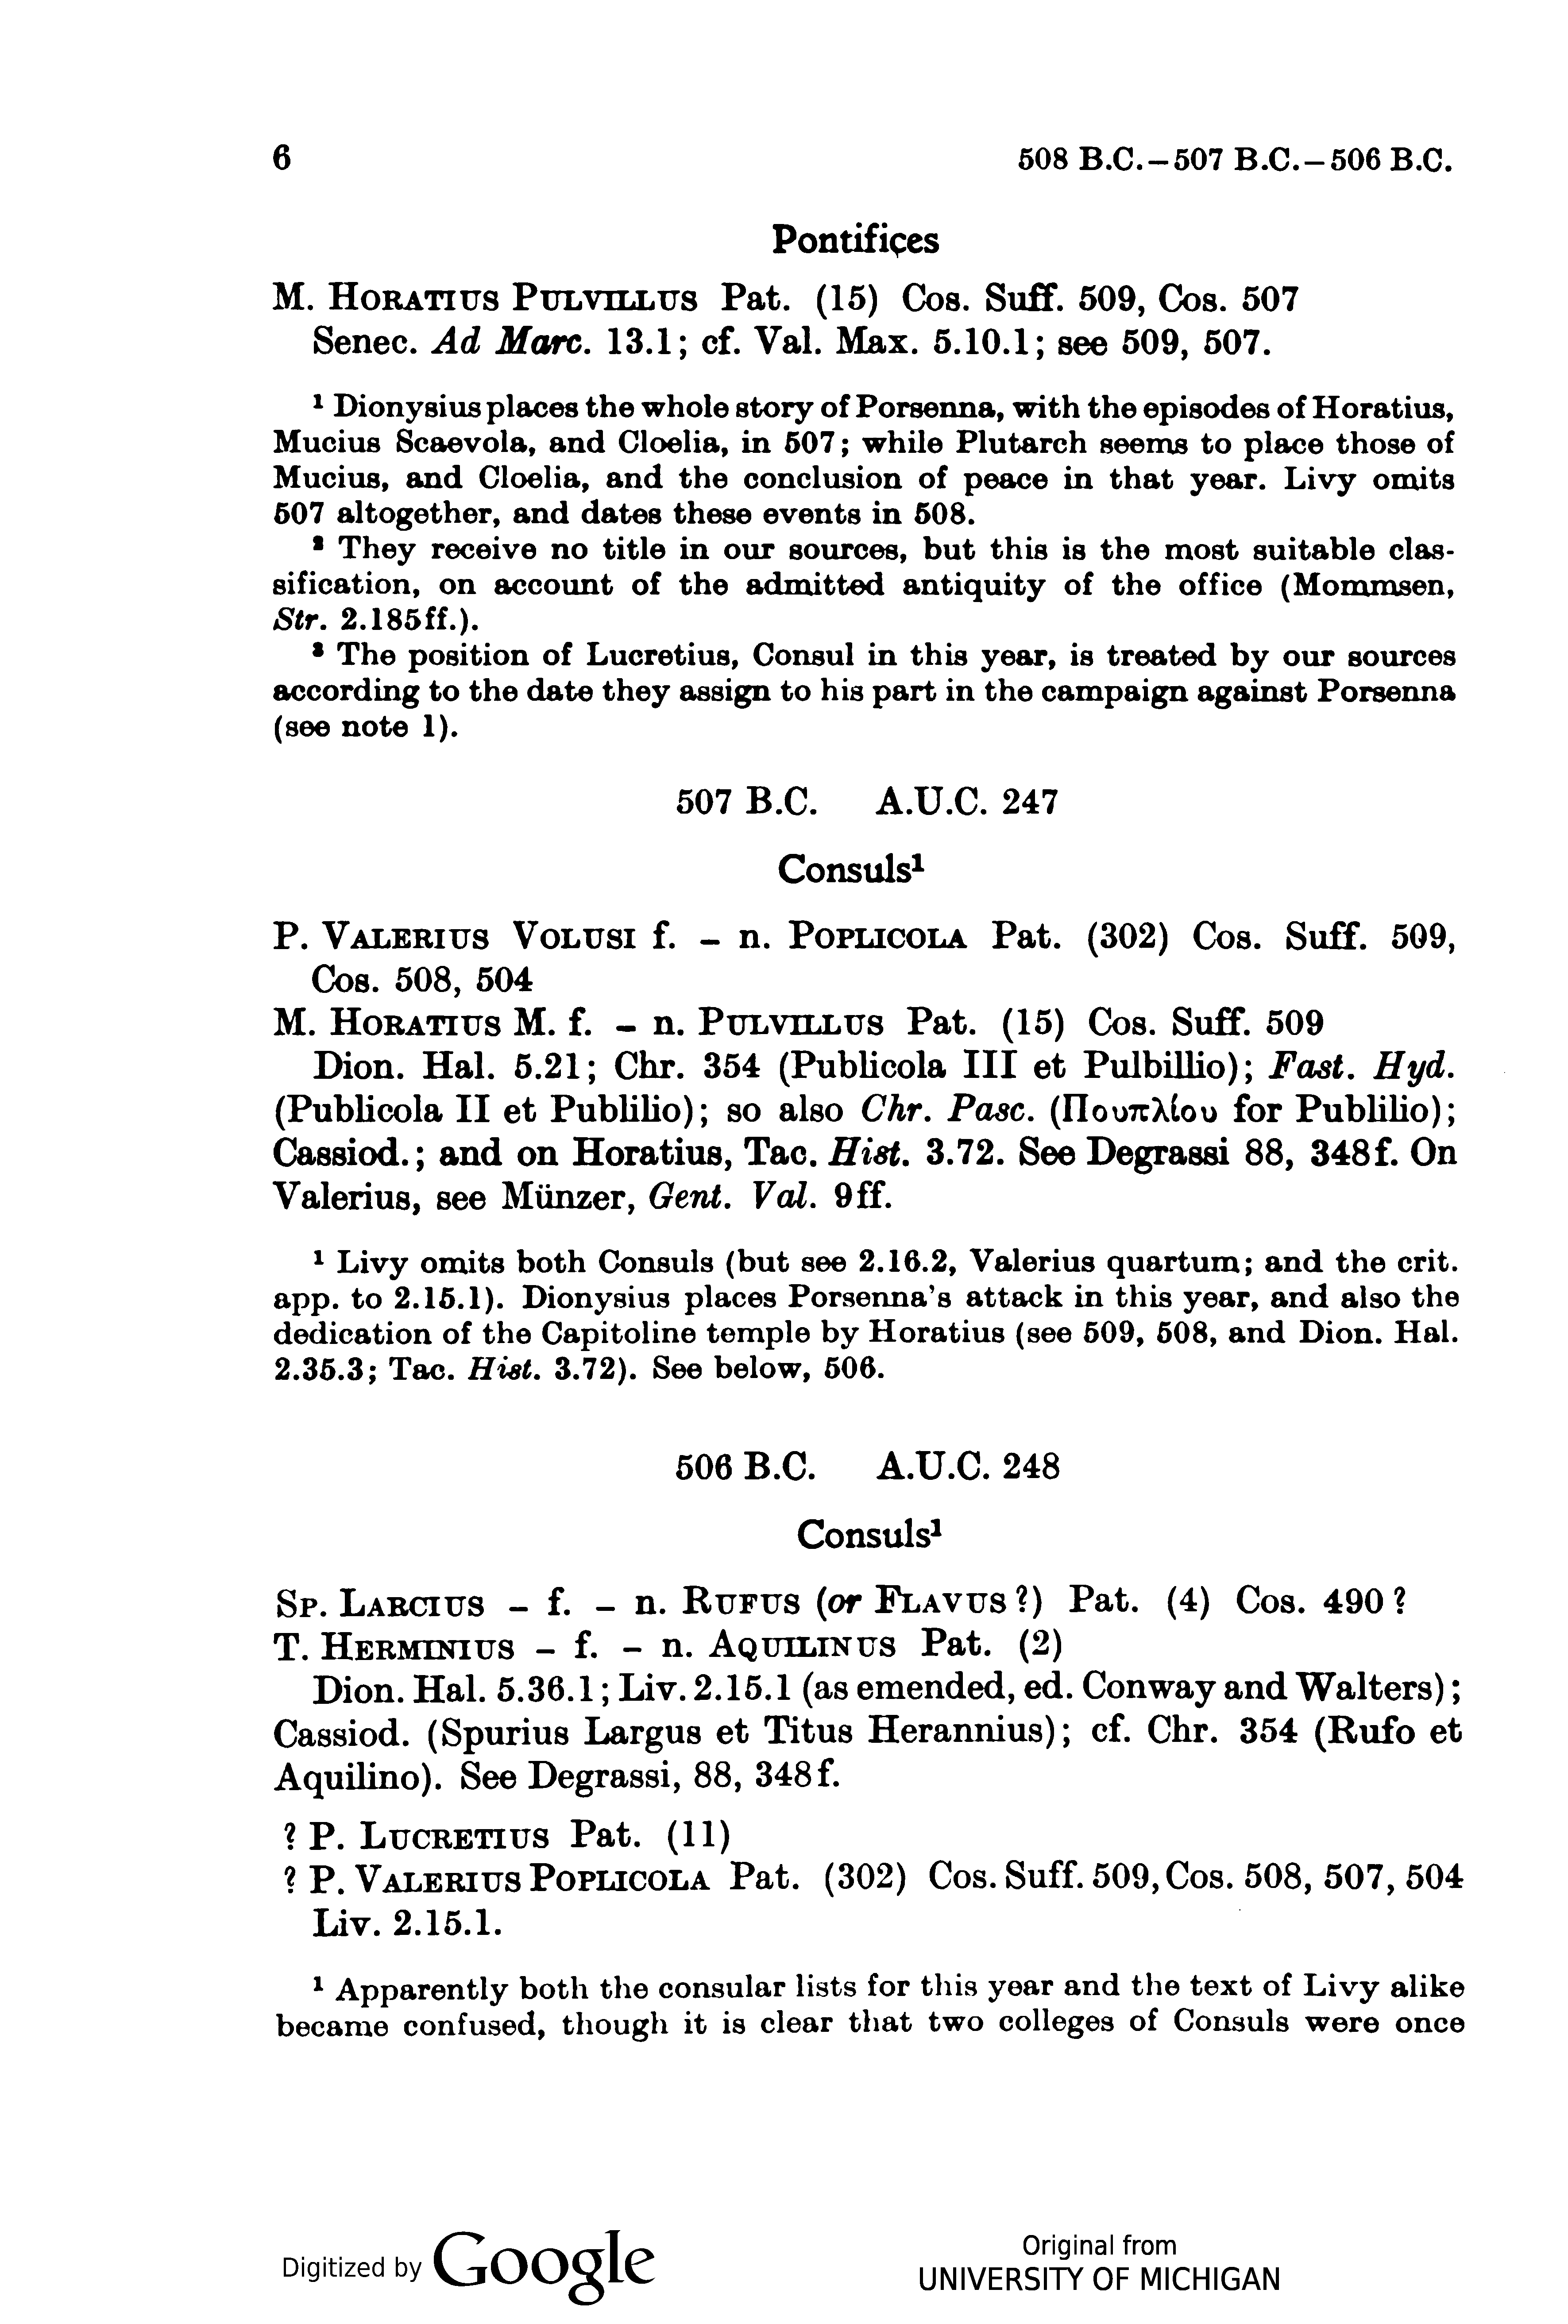 6 508 B.C.–507 B.C.–506 B.C.
Pontifices
M. HORATIUS PULVILLUS Pat. (15) Cos. Suff. 509, Cos. 507
Senec. Ad Marc. 13.1; cf. Val. Max. 5.10.1; see 509, 507.
¹ Dionysius places the whole story of Porsenna, with the episodes of Horatius,
Mucius Scaevola, and Cloelia, in 507; while Plutarch seems to place those of
Mucius, and Cloelia, and the conclusion of peace in that year. Livy omits
507 altogether, and dates these events in 508.
² They receive no title in our sources, but this is the most suitable clas-
sification, on account of the admitted antiquity of the office (Mommsen,
Str. 2.185ff.).
³ The position of Lucretius, Consul in this year, is treated by our sources
according to the date they assign to his part in the campaign against Porsenna
(see note 1).
507 B.C. A.U.C. 247
Consuls¹
P. VALERIUS VOLUSI f. – n. POPLICOLA Pat. (302) Cos. Suff. 509,
Cos. 508, 504
M. HORATIUS M. f. – n. PULVILLUS Pat. (15) Cos. Suff. 509
Dion. Hal. 5.21; Chr. 354 (Publicola III et Pulbillio); Fast. Hyd.
(Publicola II et Publilio); so also Chr. Pasc. (Πουπλίου for Publilio);
Cassiod.; and on Horatius, Tac. Hist. 3.72. See Degrassi 88, 348f. On
Valerius, see Münzer, Gent. Val. 9ff.
¹ Livy omits both Consuls (but see 2.16.2, Valerius quartum; and the crit.
app. to 2.15.1). Dionysius places Porsenna's attack in this year, and also the
dedication of the Capitoline temple by Horatius (see 509, 508, and Dion. Hal.
2.35.3; Tac. Hist. 3.72). See below, 506.
506 B.C. A.U.C. 248
Consuls¹
SP. LARCIUS – f. – n. RUFUS (or FLAVUS?) Pat. (4) Cos. 490?
T. HERMINIUS – f. – n. AQUILINUS Pat. (2)
Dion. Hal. 5.36.1; Liv. 2.15.1 (as emended, ed. Conway and Walters);
Cassiod. (Spurius Largus et Titus Herannius); cf. Chr. 354 (Rufo et
Aquilino). See Degrassi, 88, 348f.
? P. LUCRETIUS Pat. (11)
? P. VALERIUS POPLICOLA Pat. (302) Cos. Suff. 509, Cos. 508, 507, 504
Liv. 2.15.1.
¹ Apparently both the consular lists for this year and the text of Livy alike
became confused, though it is clear that two colleges of Consuls were once
Digitized by Google
Original from
UNIVERSITY OF MICHIGAN